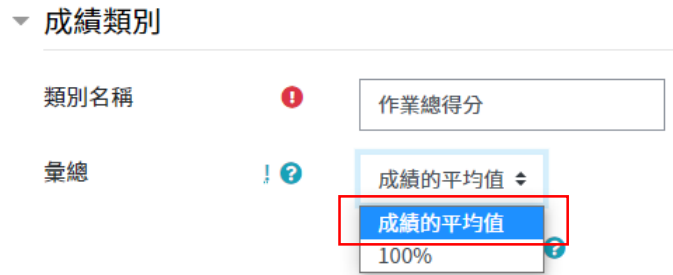 成績類別
類別名稱
作業總得分
彙總
成績的平均值
成績的平均值
100%